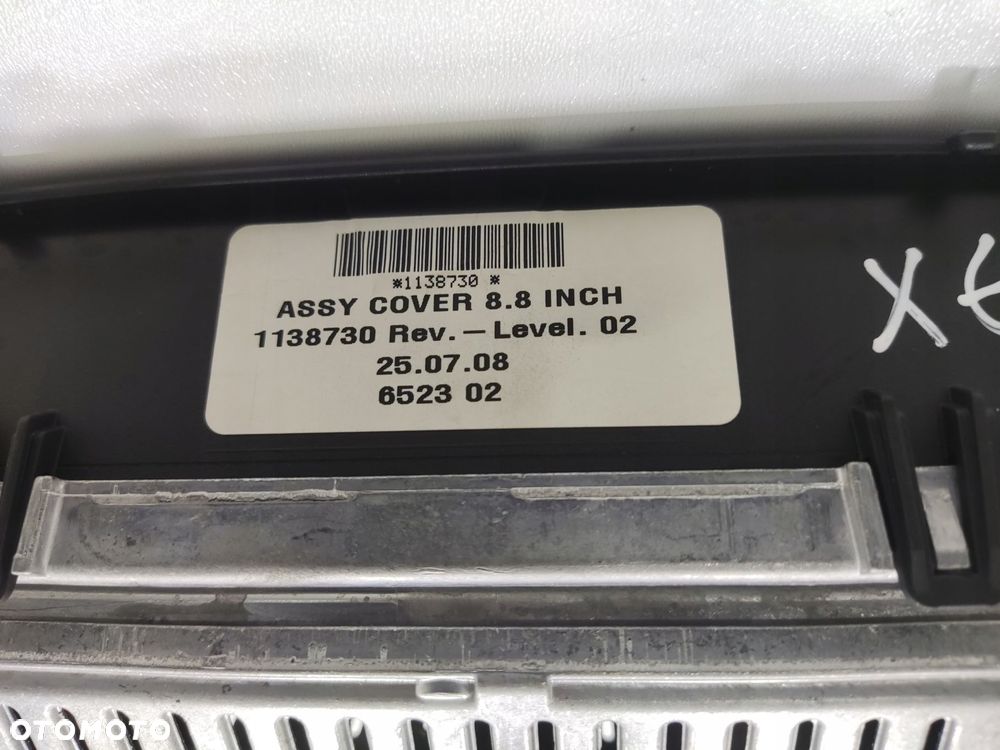 *1138730 *
ASSY COVER 8.8 INCH
1138730 Rev.-Level. 02
25.07.08
6523 02
OTOMOTO